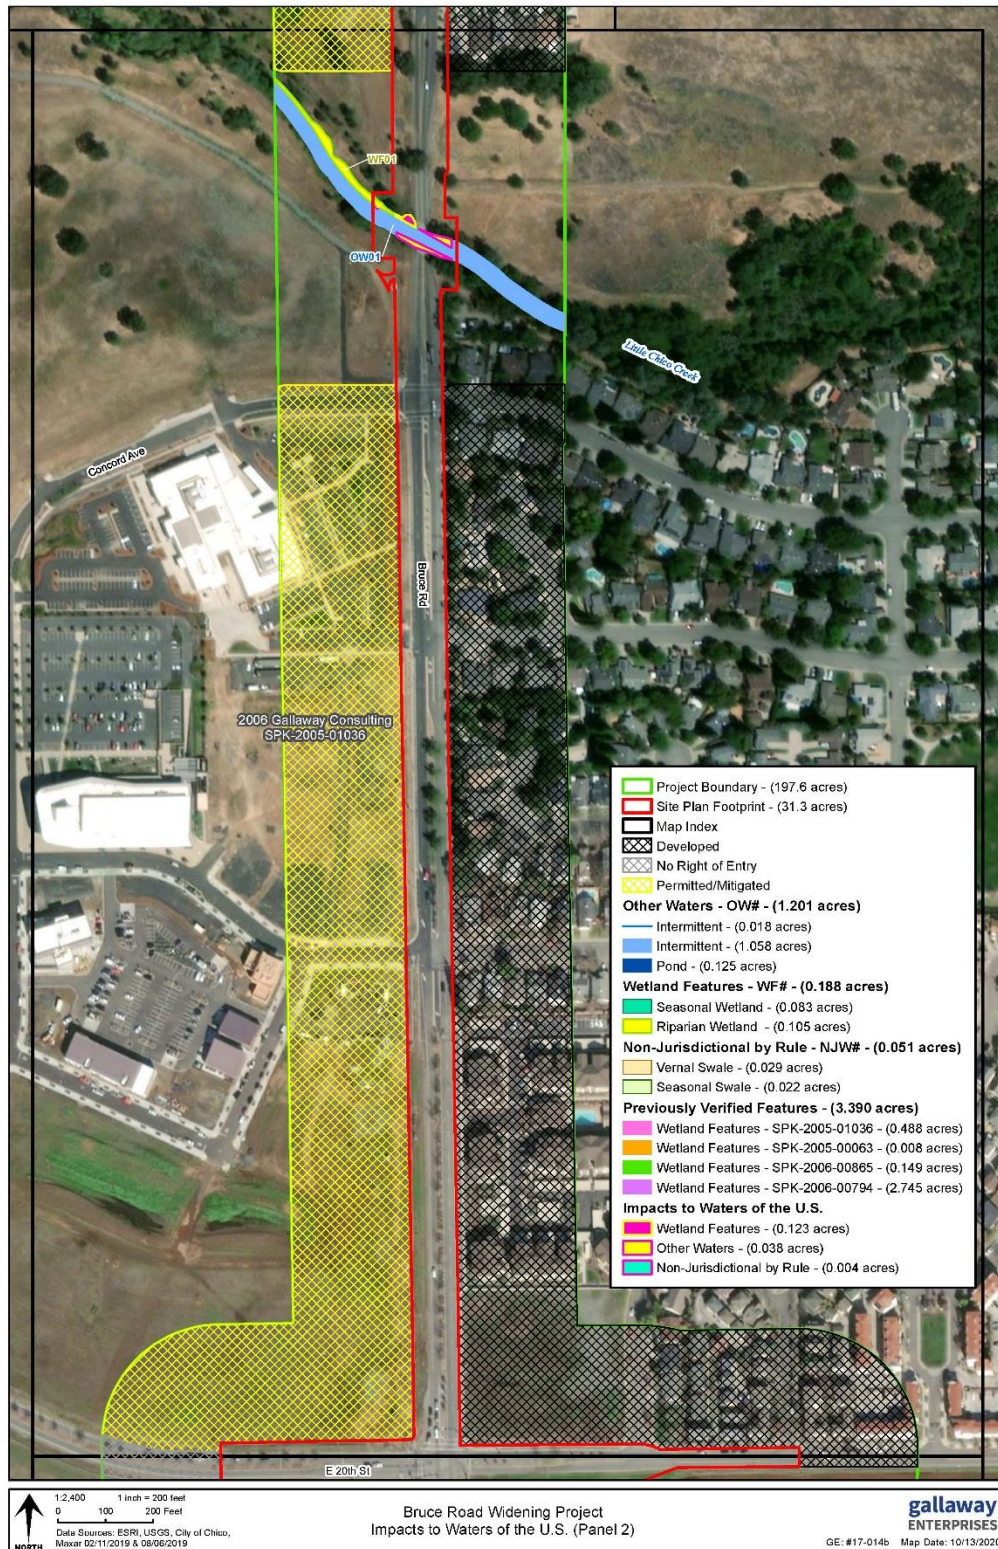 WF01
OW01
Little Chico Creek
Concord Ave
Bruce Rd
2006 Gallaway Consulting
SPK-2005-01036
Project Boundary - (197.6 acres)
Site Plan Footprint - (31.3 acres)
Map Index
Developed
No Right of Entry
Permitted/Mitigated
Other Waters - OW# - (1.201 acres)
Intermittent - (0.018 acres)
Intermittent - (1.058 acres)
Pond - (0.125 acres)
Wetland Features - WF# - (0.188 acres)
Seasonal Wetland - (0.083 acres)
Riparian Wetland - (0.105 acres)
Non-Jurisdictional by Rule - NJW# - (0.051 acres)
Vernal Swale - (0.029 acres)
Seasonal Swale - (0.022 acres)
Previously Verified Features - (3.390 acres)
Wetland Features - SPK-2005-01036 - (0.488 acres)
Wetland Features - SPK-2005-00063 - (0.008 acres)
Wetland Features - SPK-2006-00865 - (0.149 acres)
Wetland Features - SPK-2006-00794 - (2.745 acres)
Impacts to Waters of the U.S.
Wetland Features - (0.123 acres)
Other Waters - (0.038 acres)
Non-Jurisdictional by Rule - (0.004 acres)
E 20th St
NORTH
1:2,400 1 inch = 200 feet
0 100 200 Feet
Data Sources: ESRI, USGS, City of Chico,
Maxar 02/11/2019 & 08/06/2019
Bruce Road Widening Project
Impacts to Waters of the U.S. (Panel 2)
gallaway
ENTERPRISES
GE: #17-014b Map Date: 10/13/2020